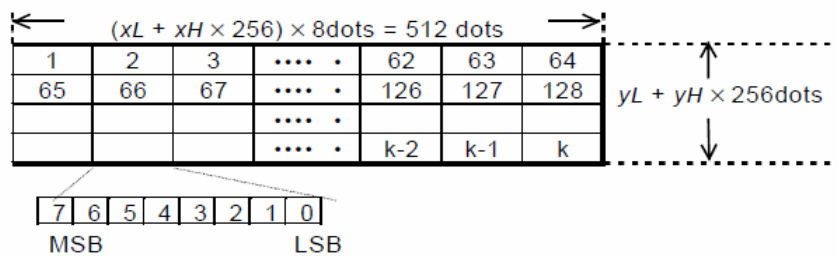 (xL + xH × 256) × 8dots = 512 dots
1 2 3 •••• • 62 63 64
65 66 67 •••• • 126 127 128
yL + yH × 256dots
•••• •
•••• • k-2 k-1 k
7 6 5 4 3 2 1 0
MSB LSB